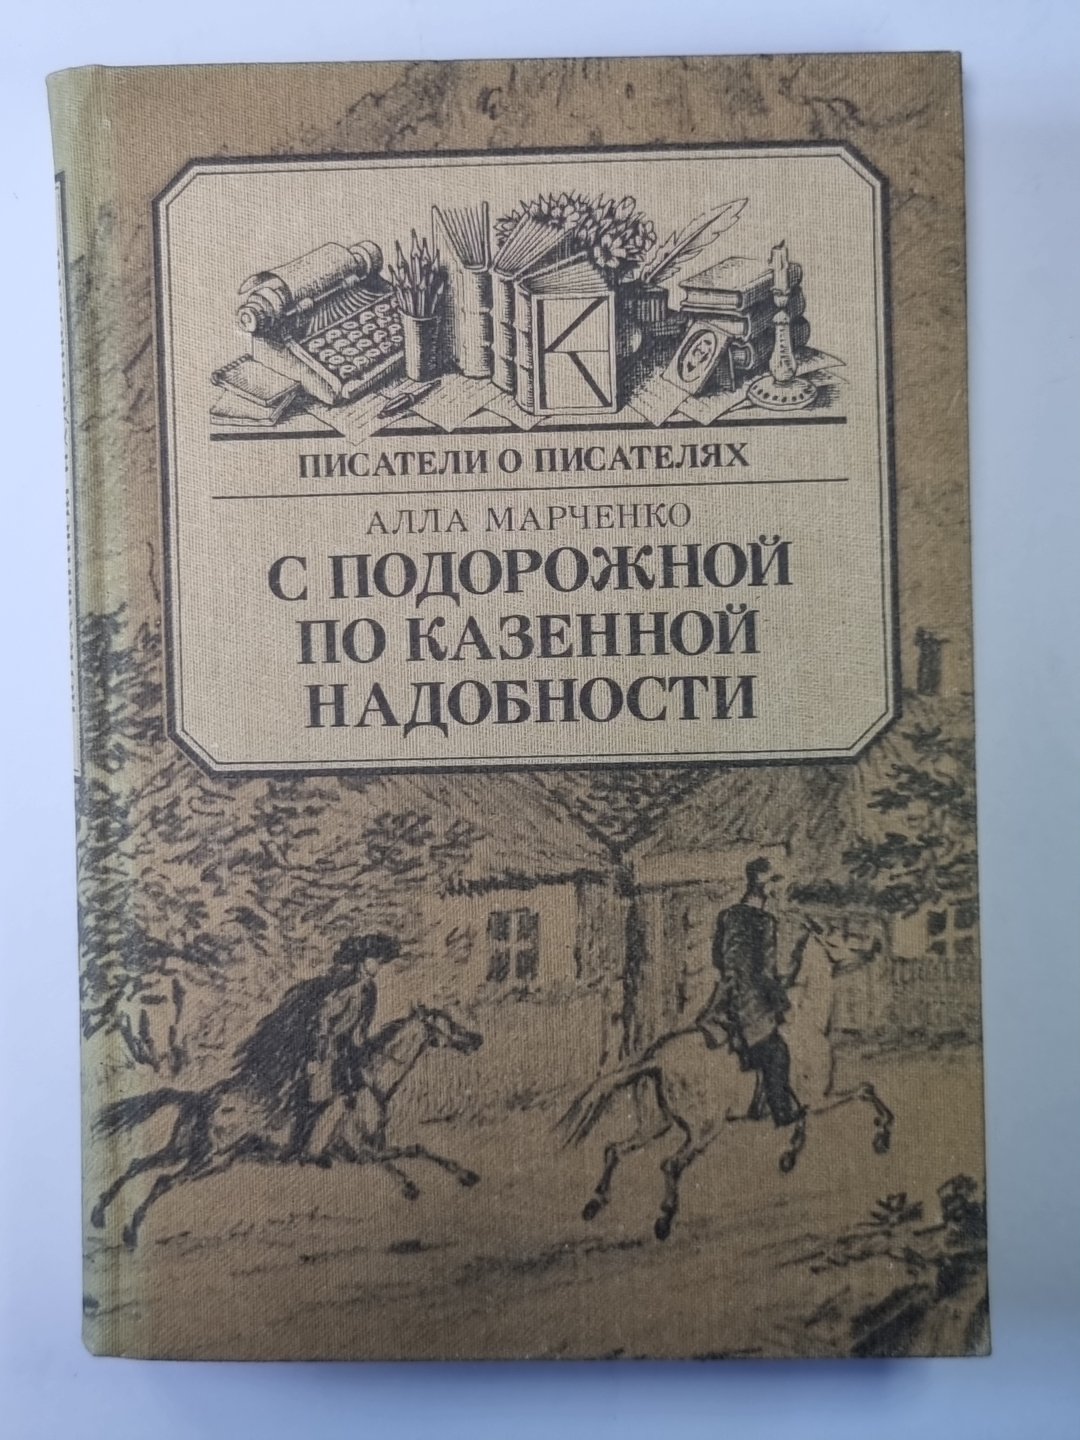 К
ПИСАТЕЛИ О ПИСАТЕЛЯХ
АЛЛА МАРЧЕНКО
С ПОДОРОЖНОЙ
ПО КАЗЕННОЙ
НАДОБНОСТИ